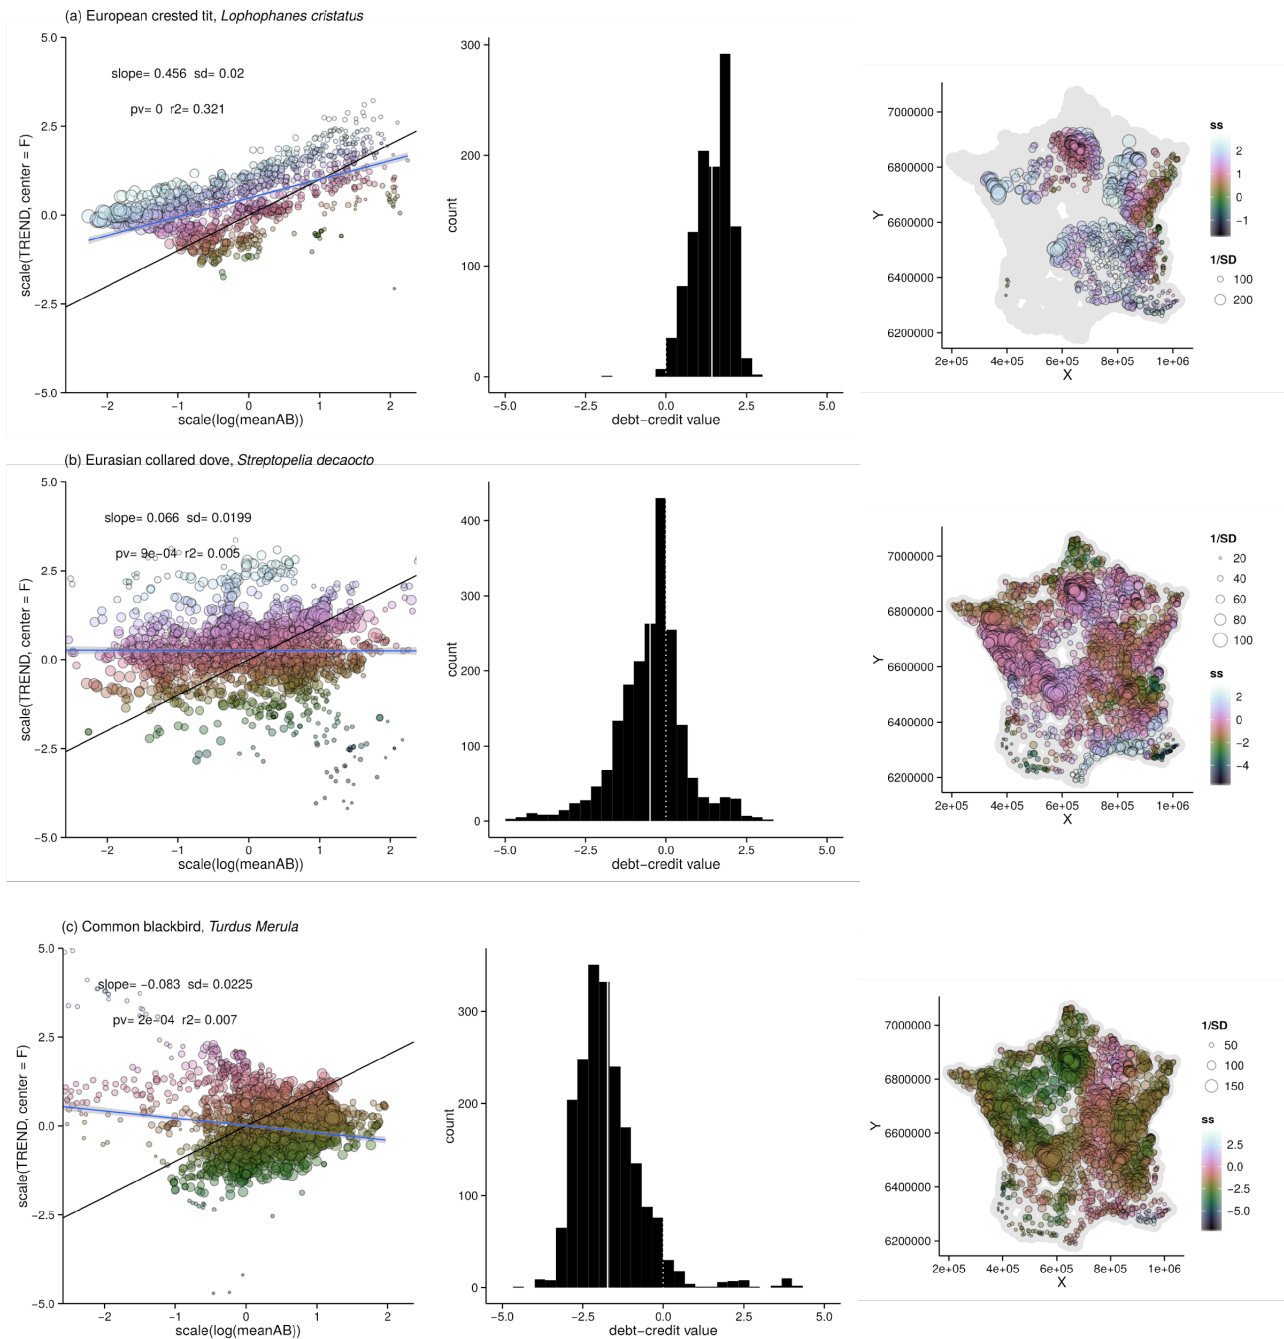 (a) European crested tit, Lophophanes cristatus
slope= 0.456 sd= 0.02
pv= 0 r2= 0.321
5.0
2.5
0.0
−2.5
−5.0
scale(TREND, center = F)
−2 −1 0 1 2
scale(log(meanAB))
300
200
100
0
count
−5.0 −2.5 0.0 2.5 5.0
debt−credit value
7000000
6800000
6600000
6400000
6200000
Y
2e+05 4e+05 6e+05 8e+05 1e+06
X
ss
2
1
0
−1
1/SD
100
200
(b) Eurasian collared dove, Streptopelia decaocto
slope= 0.066 sd= 0.0199
pv= 9e−04 r2= 0.005
5.0
2.5
0.0
−2.5
−5.0
scale(TREND, center = F)
−2 −1 0 1 2
scale(log(meanAB))
400
300
200
100
0
count
−5.0 −2.5 0.0 2.5 5.0
debt−credit value
7000000
6800000
6600000
6400000
6200000
Y
2e+05 4e+05 6e+05 8e+05 1e+06
X
1/SD
20
40
60
80
100
ss
2
0
−2
−4
(c) Common blackbird, Turdus Merula
slope= −0.083 sd= 0.0225
pv= 2e−04 r2= 0.007
5.0
2.5
0.0
−2.5
−5.0
scale(TREND, center = F)
−2 −1 0 1 2
scale(log(meanAB))
300
200
100
0
count
−5.0 −2.5 0.0 2.5 5.0
debt−credit value
7000000
6800000
6600000
6400000
6200000
Y
2e+05 4e+05 6e+05 8e+05 1e+06
X
1/SD
50
100
150
ss
2.5
0.0
−2.5
−5.0